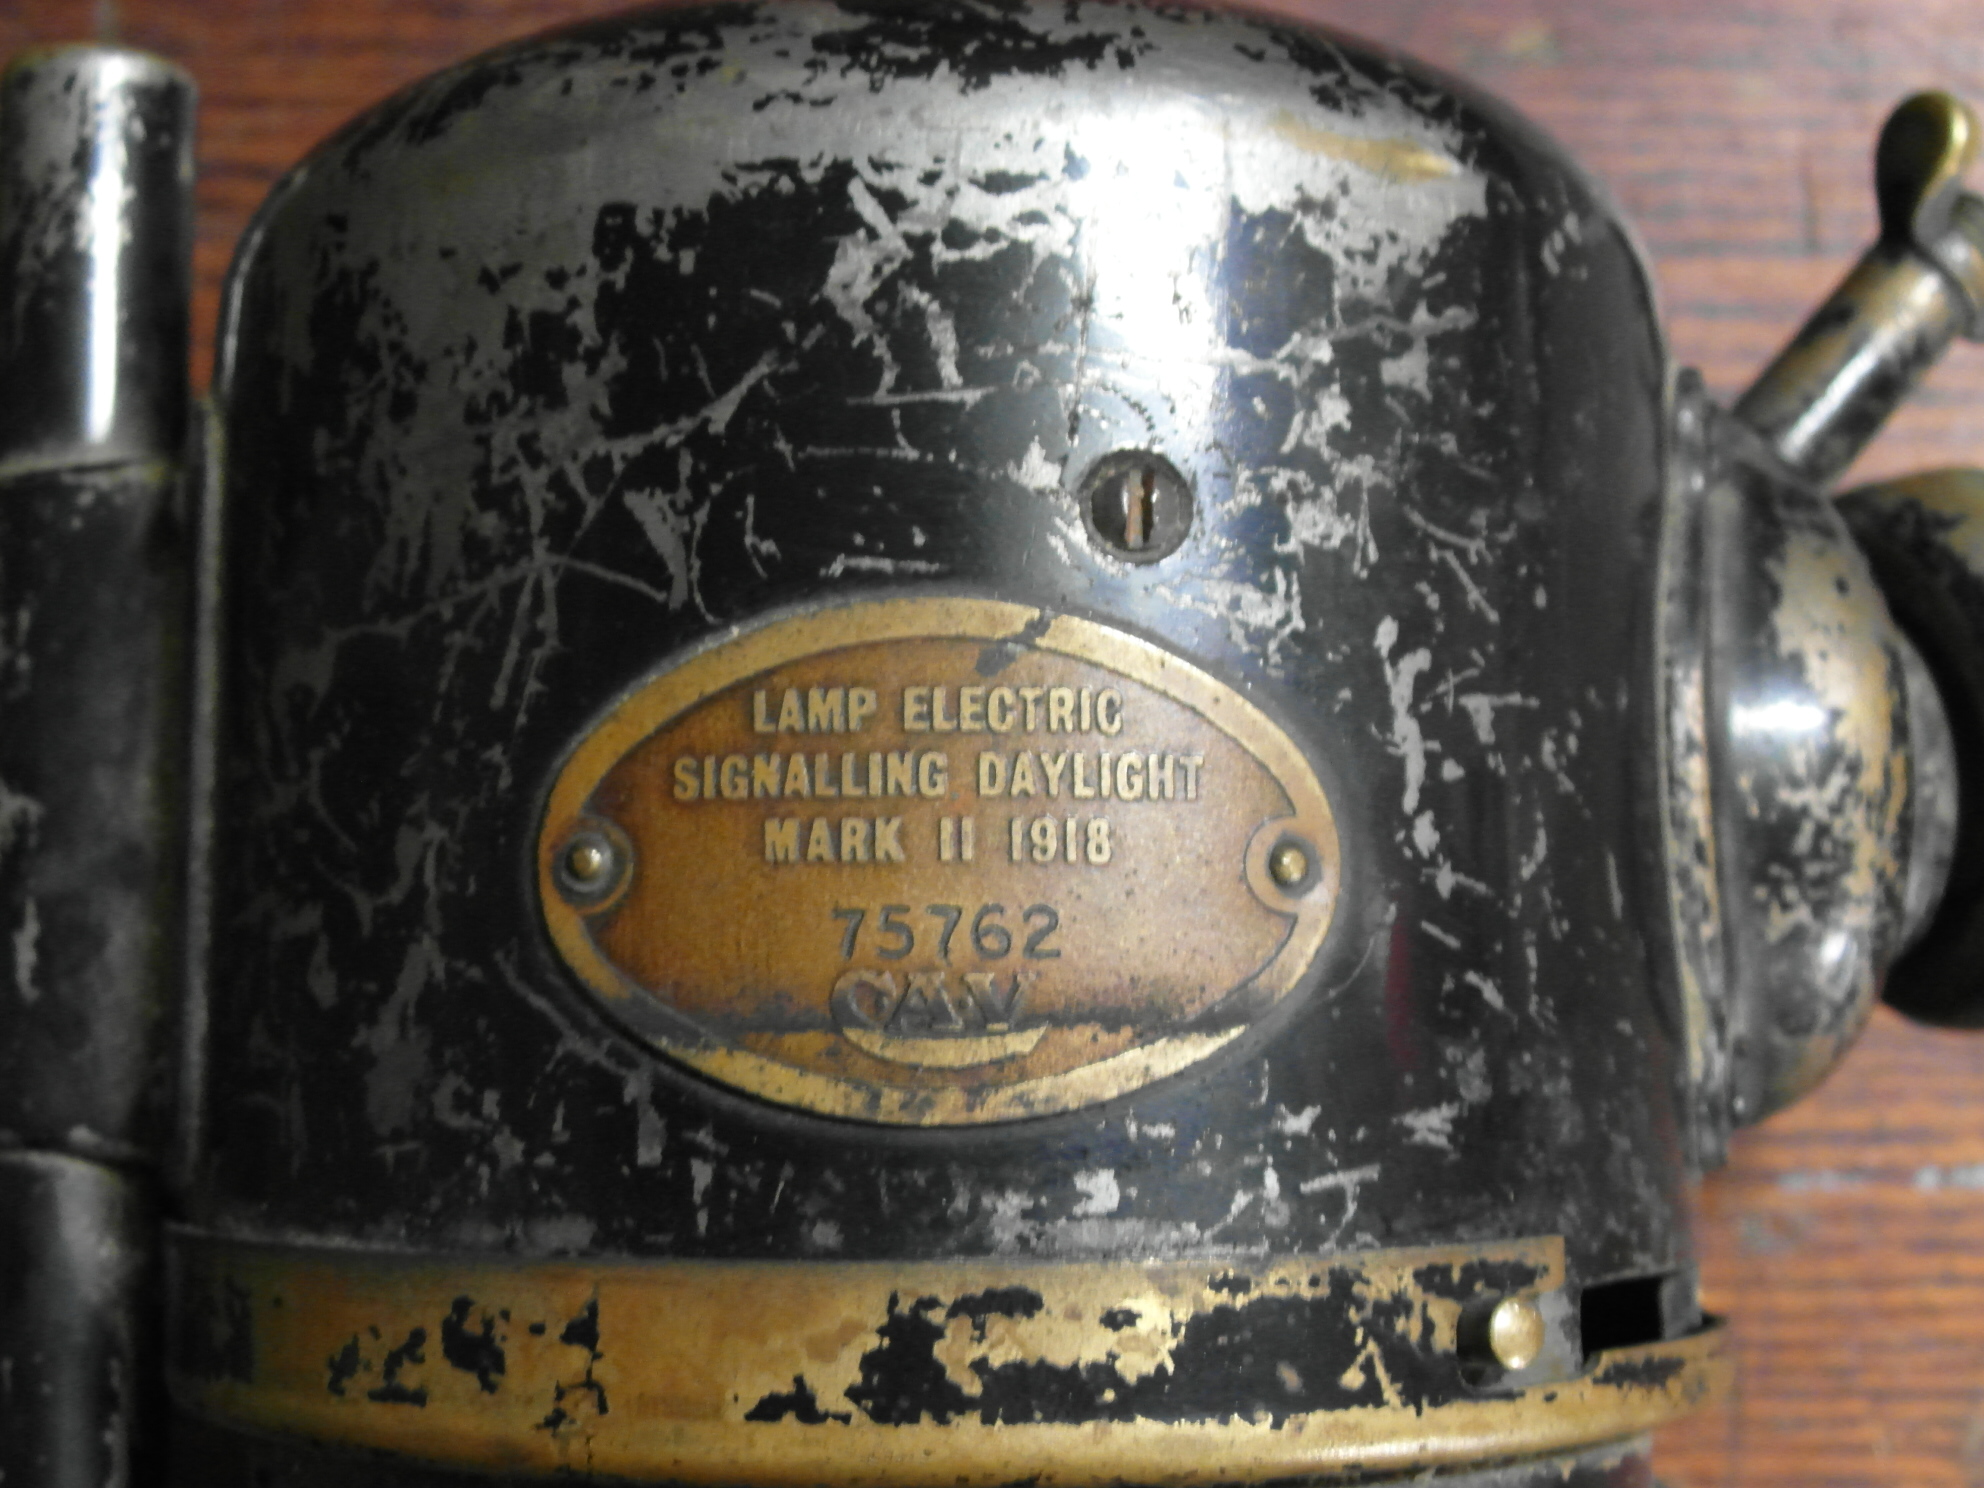 LAMP ELECTRIC
SIGNALLING DAYLIGHT
MARK II 1918
75762
CAV